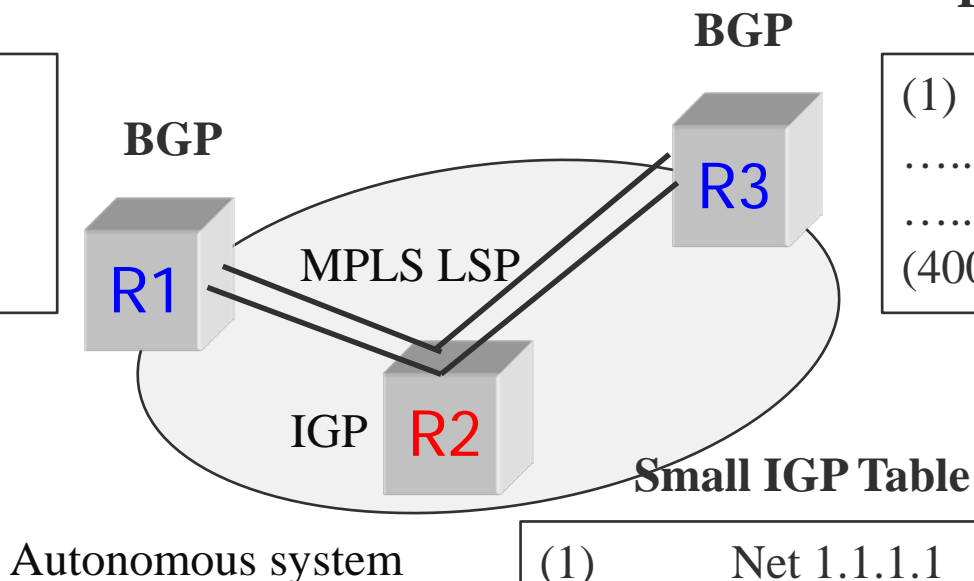 BGP
BGP
(1)
…..
…..
(400
R3
R1
MPLS LSP
IGP
R2
Small IGP Table
Autonomous system
(1) Net 1.1.1.1